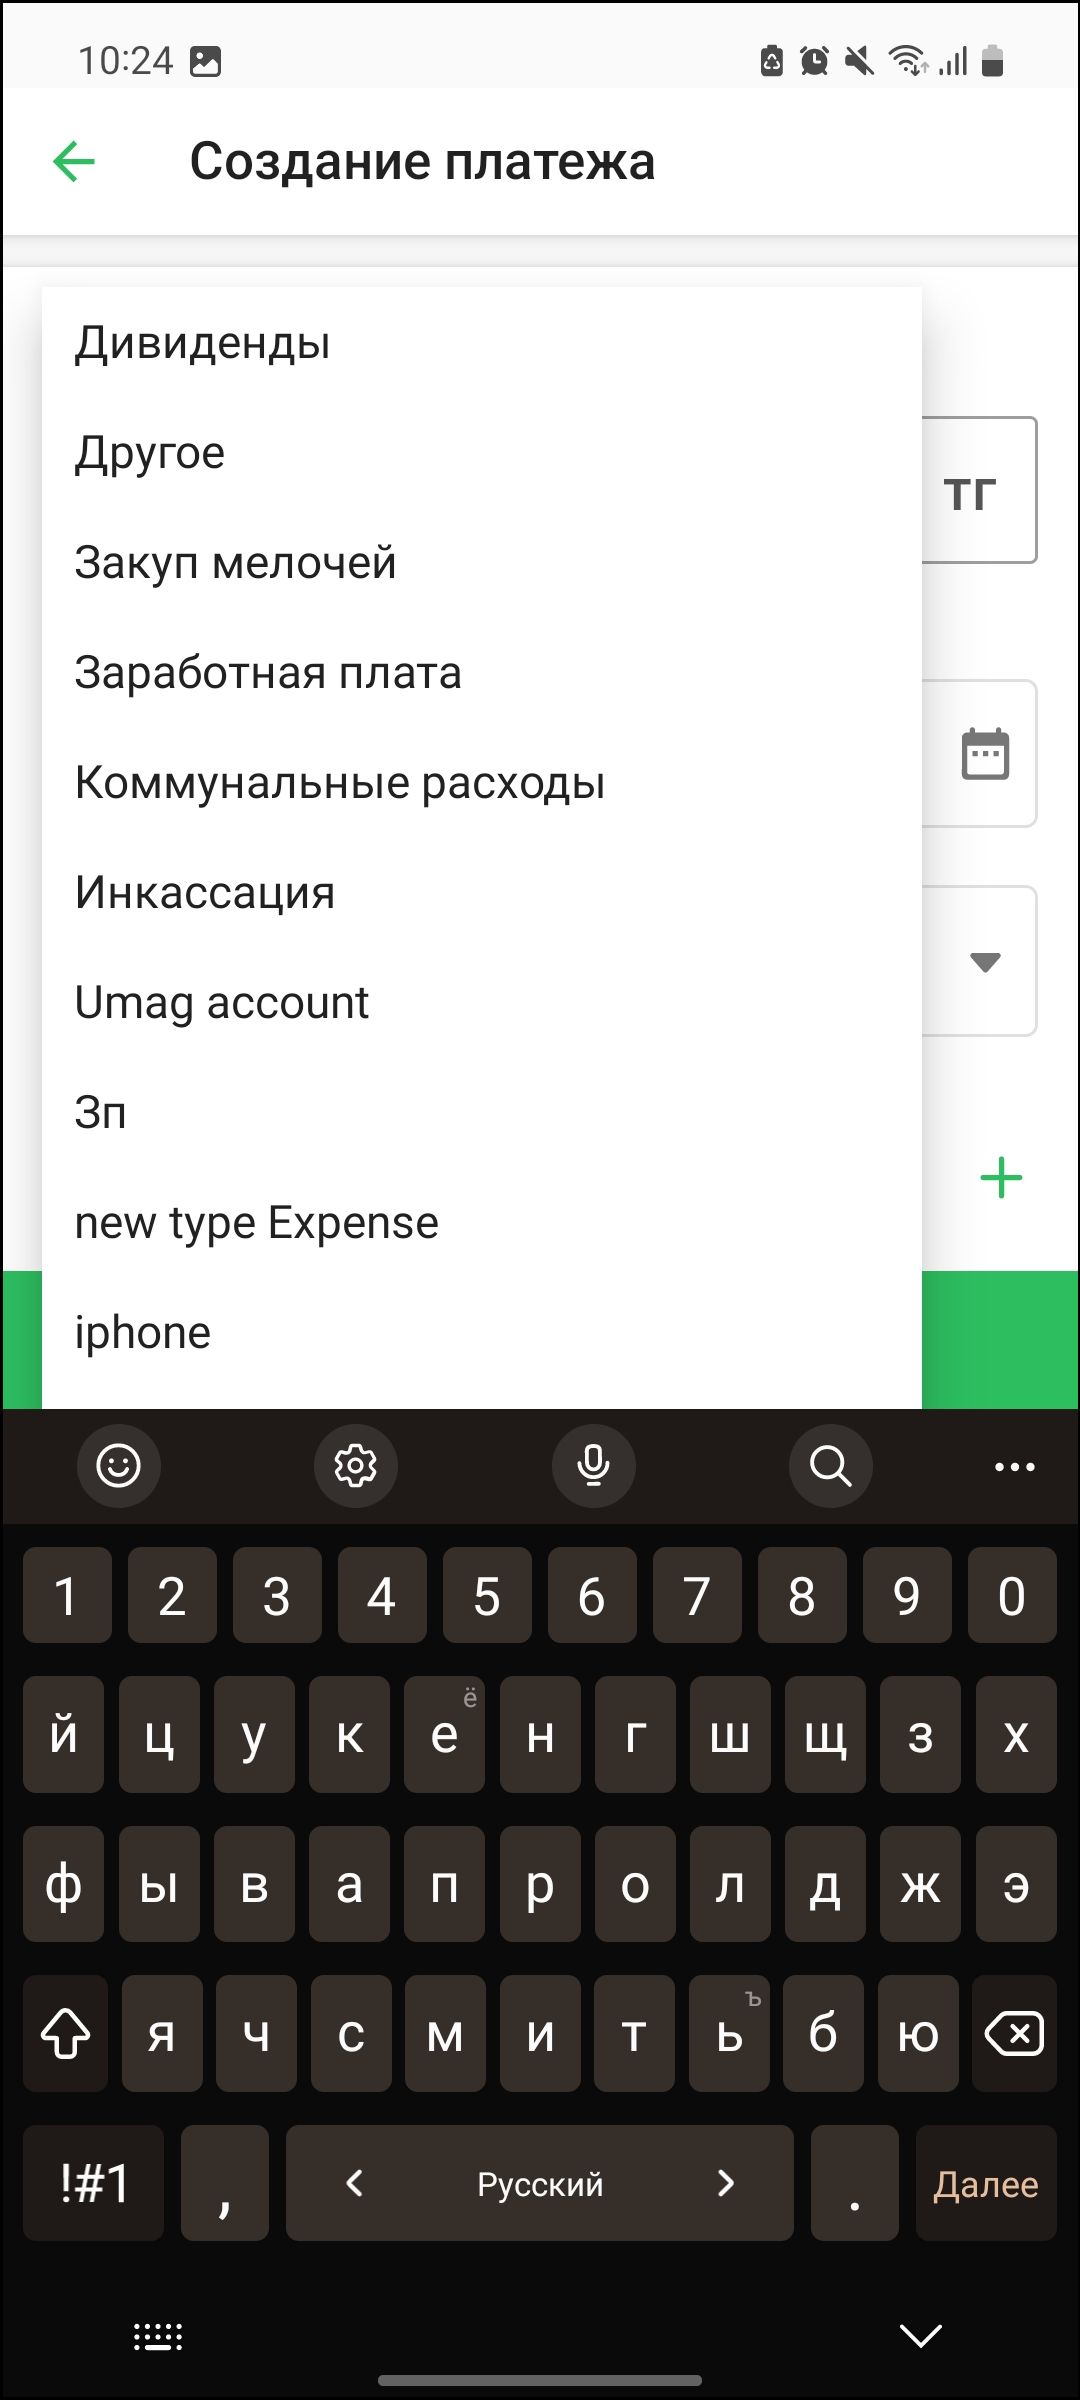 10:24
Создание платежа
Дивиденды
Другое
Закуп мелочей
Заработная плата
Коммунальные расходы
Инкассация
Umag account
Зп
new type Expense
iphone
тг
1 2 3 4 5 6 7 8 9 0
й ц у к е ё н г ш щ з х
ф ы в а п р о л д ж э
я ч с м и т ь ъ б ю
!#1 , Русский . Далее